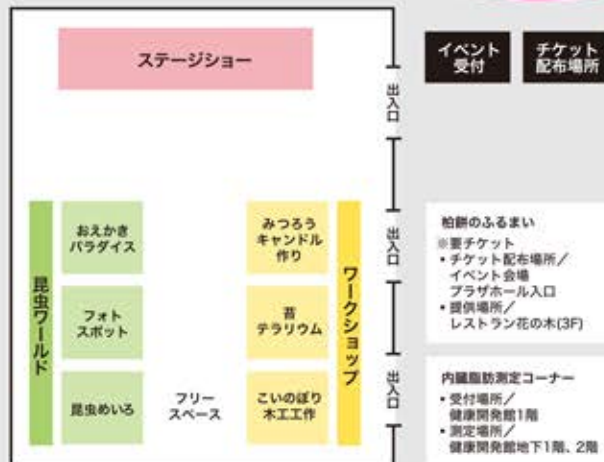 ステージショー
イベント
受付
チケット
配布場所
出入口
昆虫ワールド
おえかき
パラダイス
フォト
スポット
昆虫めいろ
フリー
スペース
みつろう
キャンドル
作り
苔
テラリウム
こいのぼり
木工工作
ワークショップ
出入口
出入口
柏餅のふるまい
※要チケット
・チケット配布場所／
イベント会場
プラザホール入口
・提供場所／
レストラン花の木(3F)
内臓脂肪測定コーナー
・受付場所／
健康開発館1階
・測定場所／
健康開発館地下1階、2階